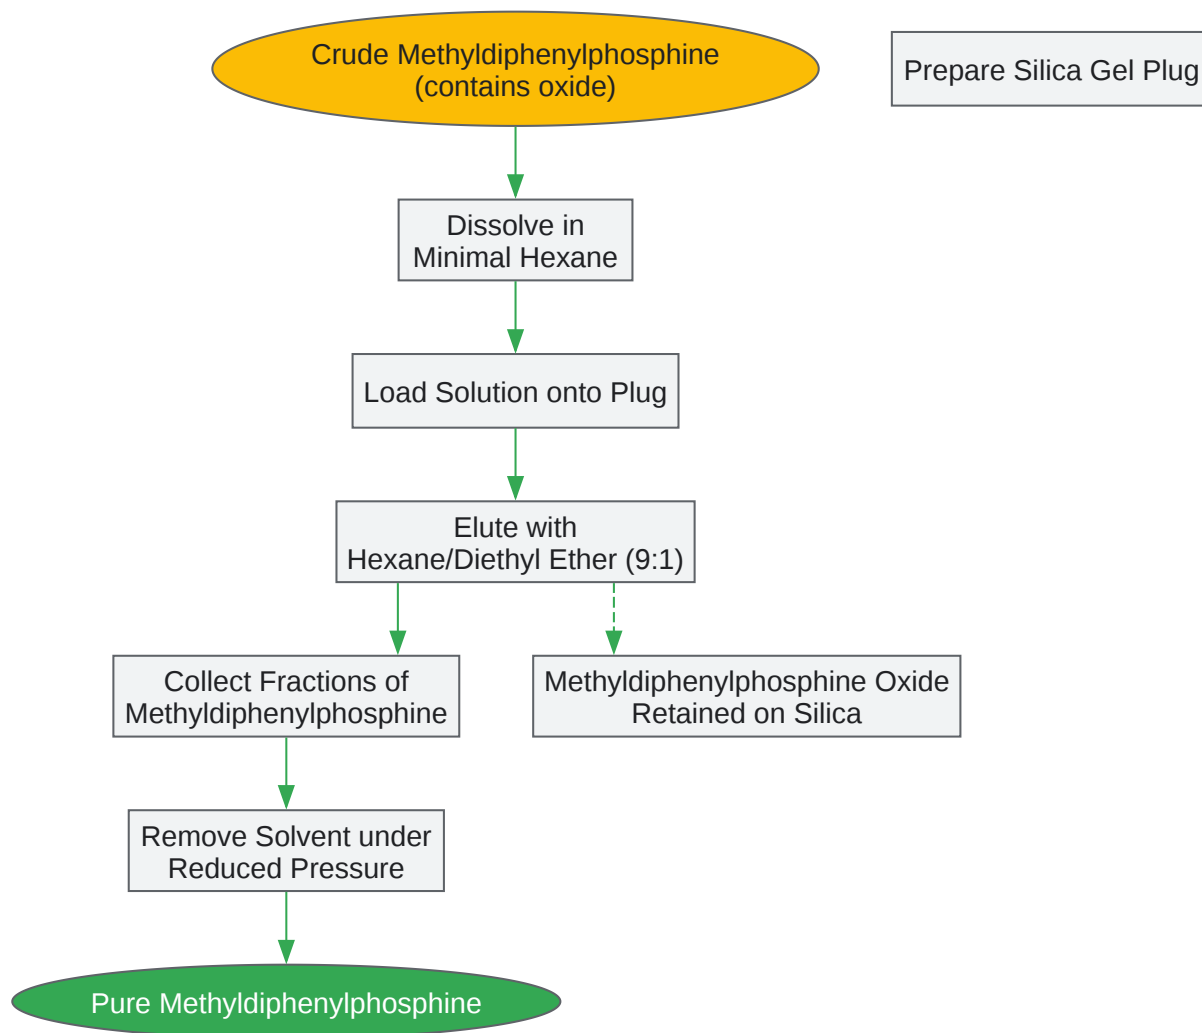 Crude Methyldiphenylphosphine
(contains oxide)
Prepare Silica Gel Plug
Dissolve in
Minimal Hexane
Load Solution onto Plug
Elute with
Hexane/Diethyl Ether (9:1)
Collect Fractions of
Methyldiphenylphosphine
Methyldiphenylphosphine Oxide
Retained on Silica
Remove Solvent under
Reduced Pressure
Pure Methyldiphenylphosphine